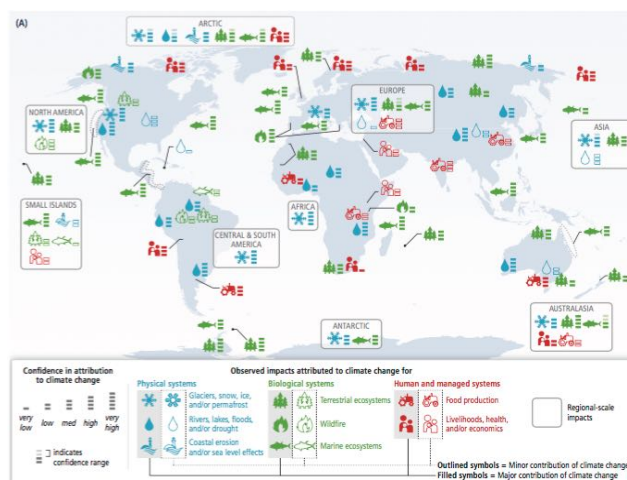 (A)
ARCTIC
NORTH AMERICA
EUROPE
ASIA
SMALL ISLANDS
AFRICA
CENTRAL & SOUTH
AMERICA
AUSTRALASIA
ANTARCTIC
Confidence in attribution
to climate change
very
low
low
med
high
very
high
indicates
confidence range
Observed impacts attributed to climate change for
Physical systems
Glaciers, snow, ice,
and/or permafrost
Rivers, lakes, floods,
and/or drought
Coastal erosion
and/or sea level effects
Biological systems
Terrestrial ecosystems
Wildfire
Marine ecosystems
Human and managed systems
Food production
Livelihoods, health,
and/or economics
Regional-scale
impacts
Outlined symbols = Minor contribution of climate change
Filled symbols = Major contribution of climate change